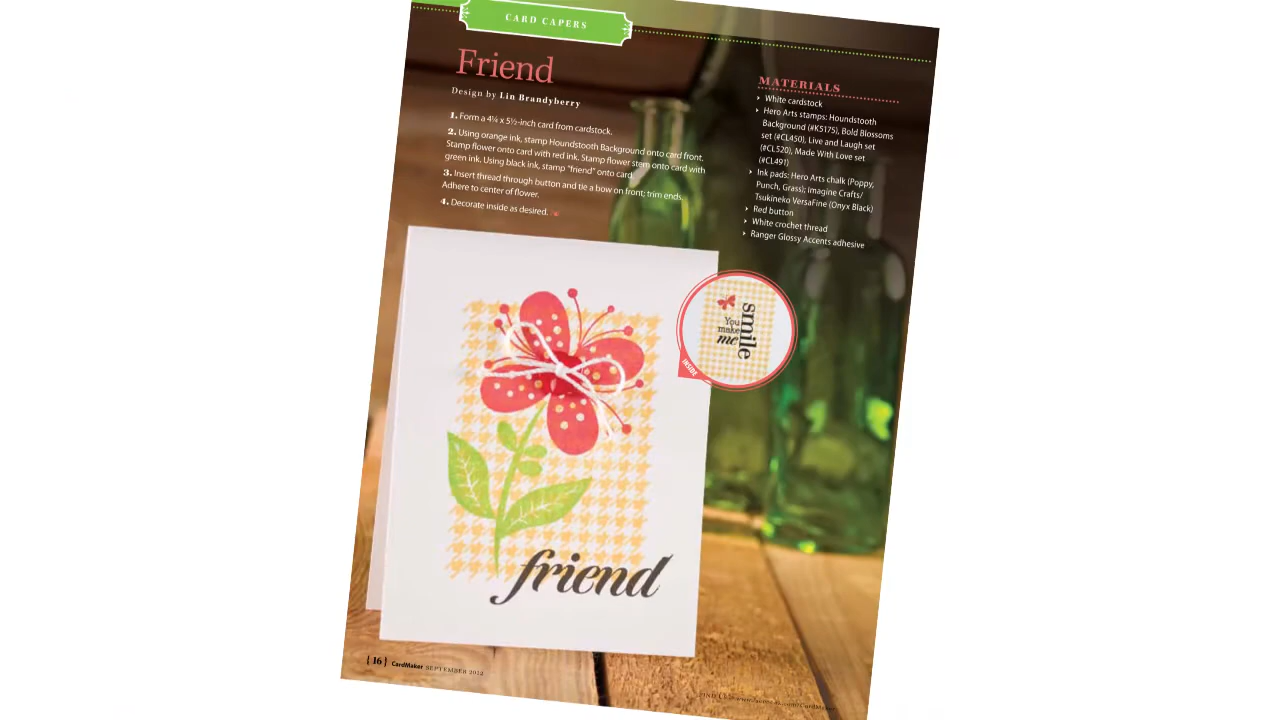 CARD CAPERS
Friend
Design by Lin Brandyberry
1. Form a 4¼ x 5½-inch card from cardstock.
2. Using orange ink, stamp Houndstooth Background onto card front.
Stamp flower onto card with red ink. Stamp flower stem onto card with
green ink. Using black ink, stamp "friend" onto card.
3. Insert thread through button and tie a bow on front; trim ends.
Adhere to center of flower.
4. Decorate inside as desired.
MATERIALS
White cardstock
Hero Arts stamps: Houndstooth
Background (#K5175), Bold Blossoms
set (#CL450), Live and Laugh set
(#CL520), Made With Love set
(#CL491)
Ink pads: Hero Arts chalk (Poppy,
Punch, Grass); Imagine Crafts/
Tsukineko VersaFine (Onyx Black)
Red button
White crochet thread
Ranger Glossy Accents adhesive
You
make
me
smile
INSIDE
friend
{ 16 } CardMaker SEPTEMBER 2012